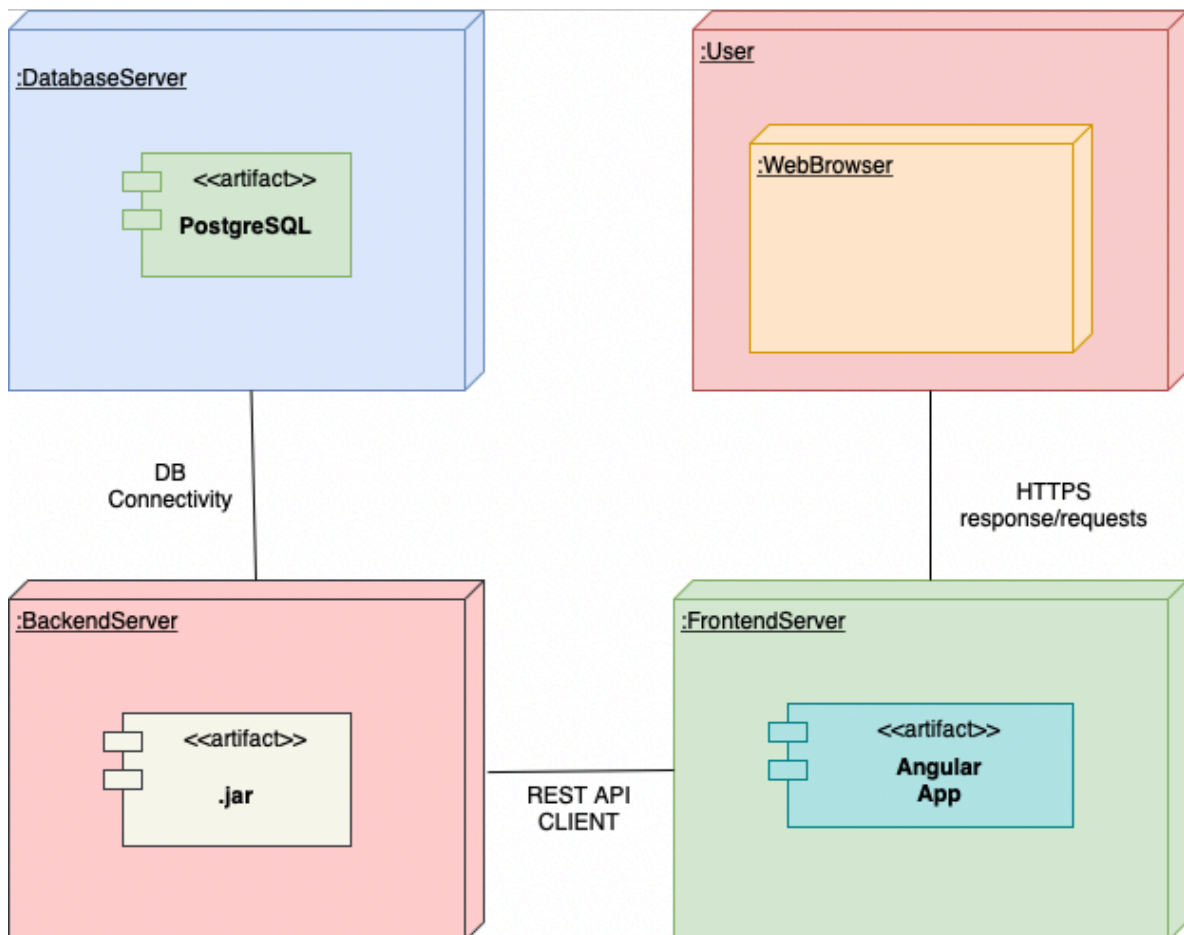 :DatabaseServer
<<artifact>>
PostgreSQL
:User
:WebBrowser
DB
Connectivity
HTTPS
response/requests
:BackendServer
<<artifact>>
.jar
REST API
CLIENT
:FrontendServer
<<artifact>>
Angular
App